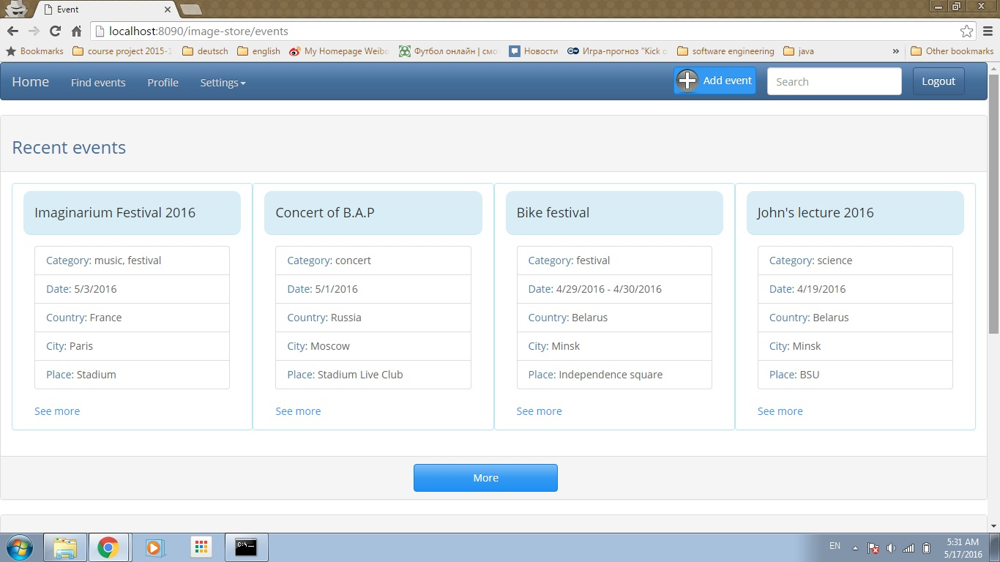 Event
localhost:8090/image-store/events
Bookmarks course project 2015-1 deutsch english My Homepage Weibo Футбол онлайн | смо Новости Игра-прогноз "Kick o software engineering java » Other bookmarks
Home Find events Profile Settings Add event Search Logout
Recent events
Imaginarium Festival 2016
Category: music, festival
Date: 5/3/2016
Country: France
City: Paris
Place: Stadium
See more
Concert of B.A.P
Category: concert
Date: 5/1/2016
Country: Russia
City: Moscow
Place: Stadium Live Club
See more
Bike festival
Category: festival
Date: 4/29/2016 - 4/30/2016
Country: Belarus
City: Minsk
Place: Independence square
See more
John's lecture 2016
Category: science
Date: 4/19/2016
Country: Belarus
City: Minsk
Place: BSU
See more
More
C:\_
EN
5:31 AM
5/17/2016